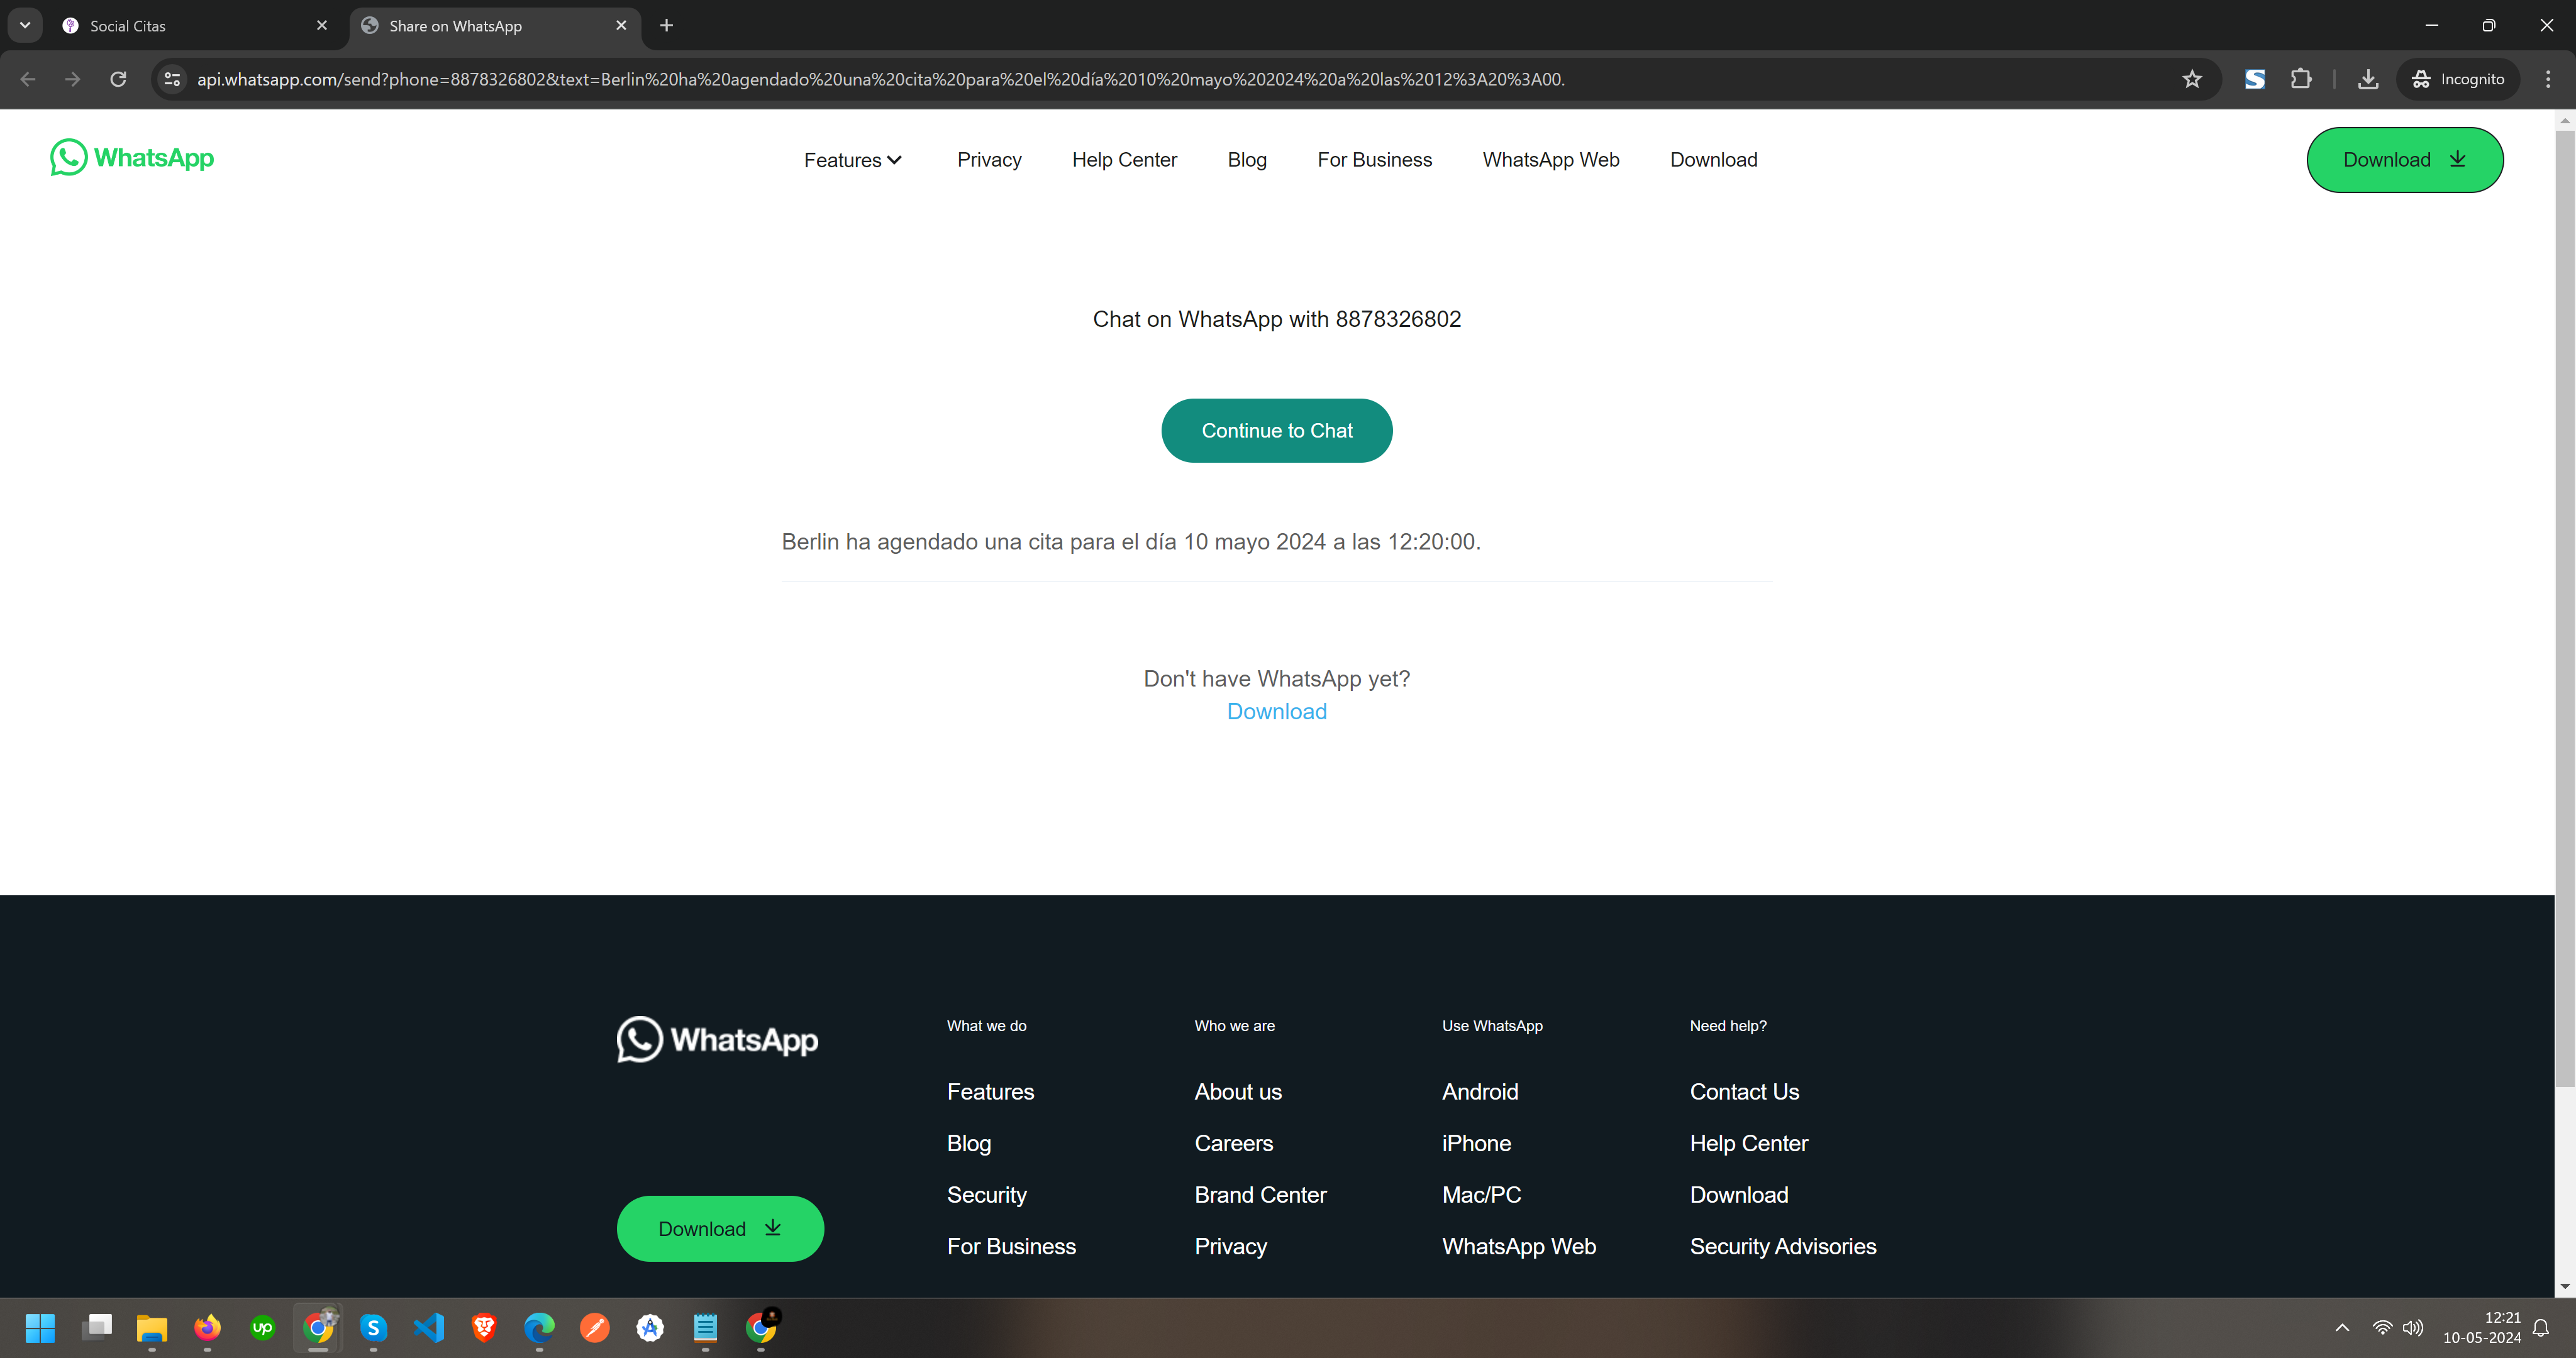 Social Citas
Share on WhatsApp
api.whatsapp.com/send?phone=8878326802&text=Berlin%20ha%20agendado%20una%20cita%20para%20el%20día%2010%20mayo%202024%20a%20las%2012%3A20%3A00.
Incognito
WhatsApp
Features
Privacy
Help Center
Blog
For Business
WhatsApp Web
Download
Download
Chat on WhatsApp with 8878326802
Continue to Chat
Berlin ha agendado una cita para el día 10 mayo 2024 a las 12:20:00.
Don't have WhatsApp yet?
Download
WhatsApp
Download
What we do
Features
Blog
Security
For Business
Who we are
About us
Careers
Brand Center
Privacy
Use WhatsApp
Android
iPhone
Mac/PC
WhatsApp Web
Need help?
Contact Us
Help Center
Download
Security Advisories
up
S
12:21
10-05-2024